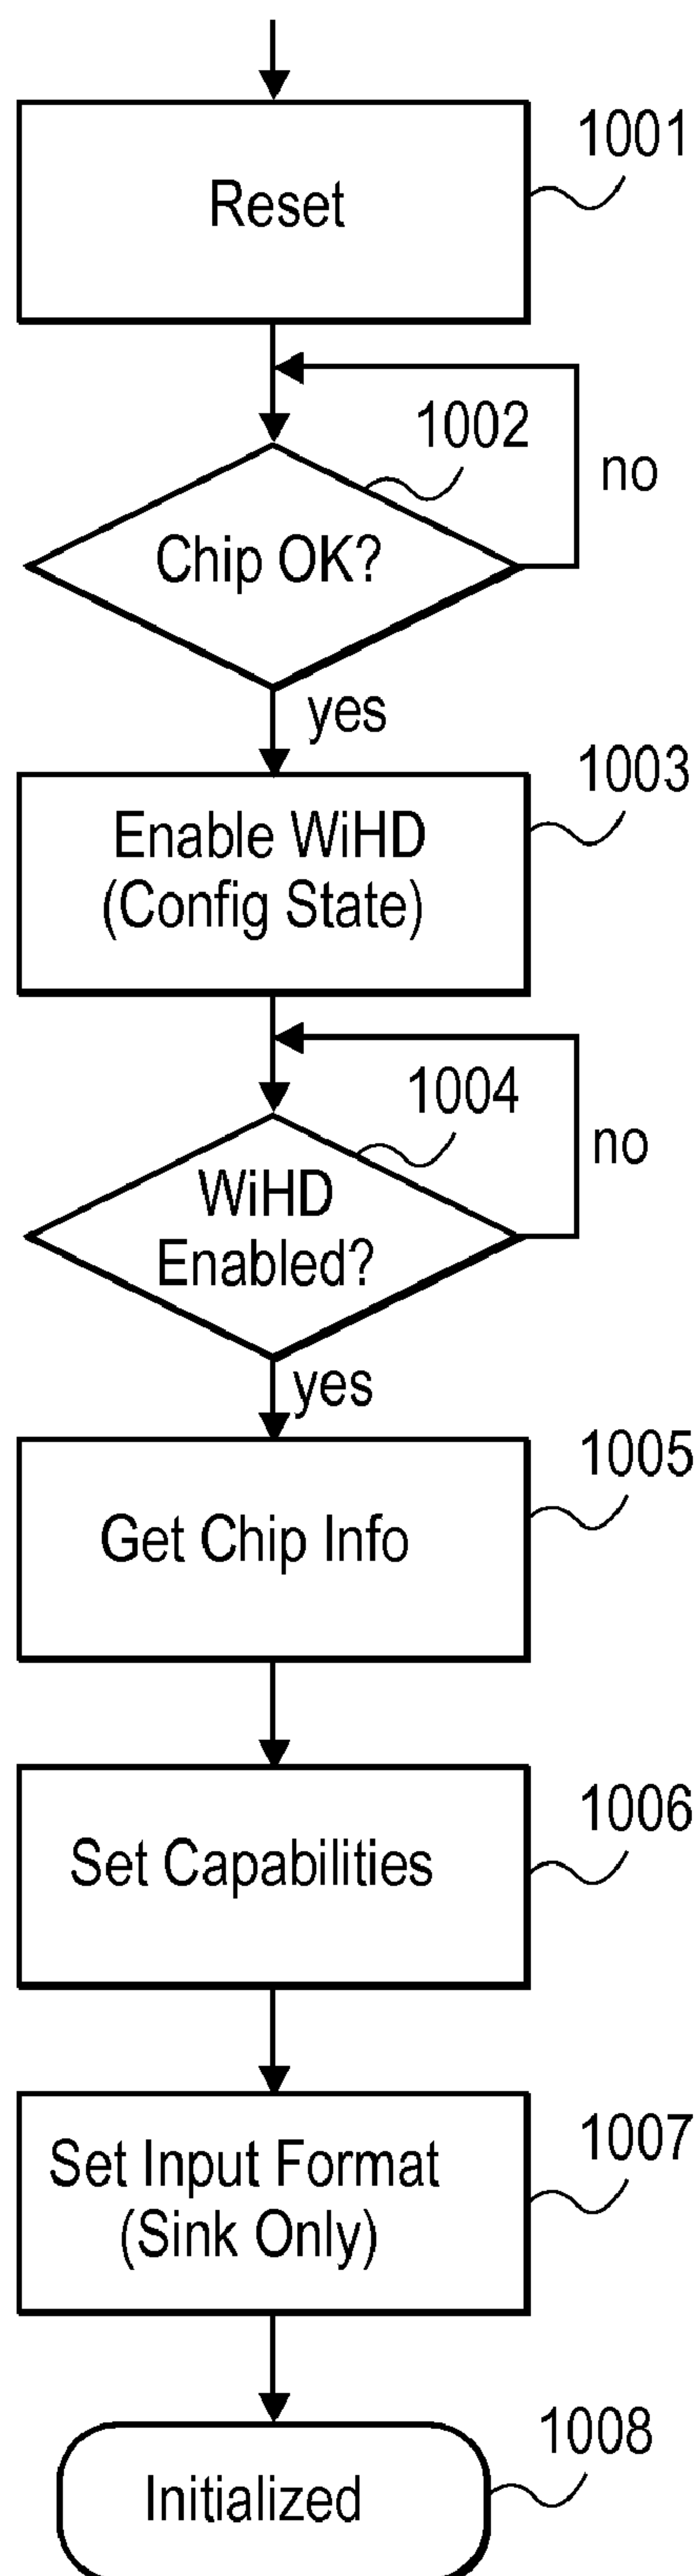 1001
Reset
1002
no
Chip OK?
yes
1003
Enable WiHD
(Config State)
1004
no
WiHD
Enabled?
yes
1005
Get Chip Info
1006
Set Capabilities
1007
Set Input Format
(Sink Only)
1008
Initialized